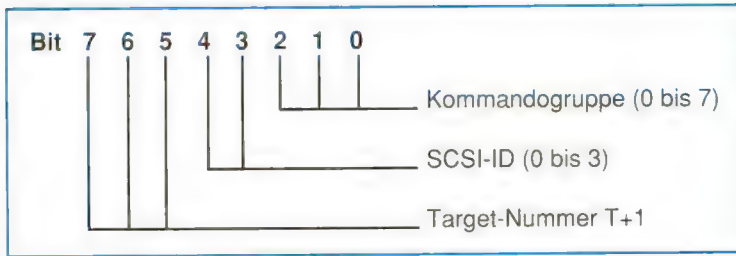 Bit 7 6 5 4 3 2 1 0
Kommandogruppe (0 bis 7)
SCSI-ID (0 bis 3)
Target-Nummer T+1